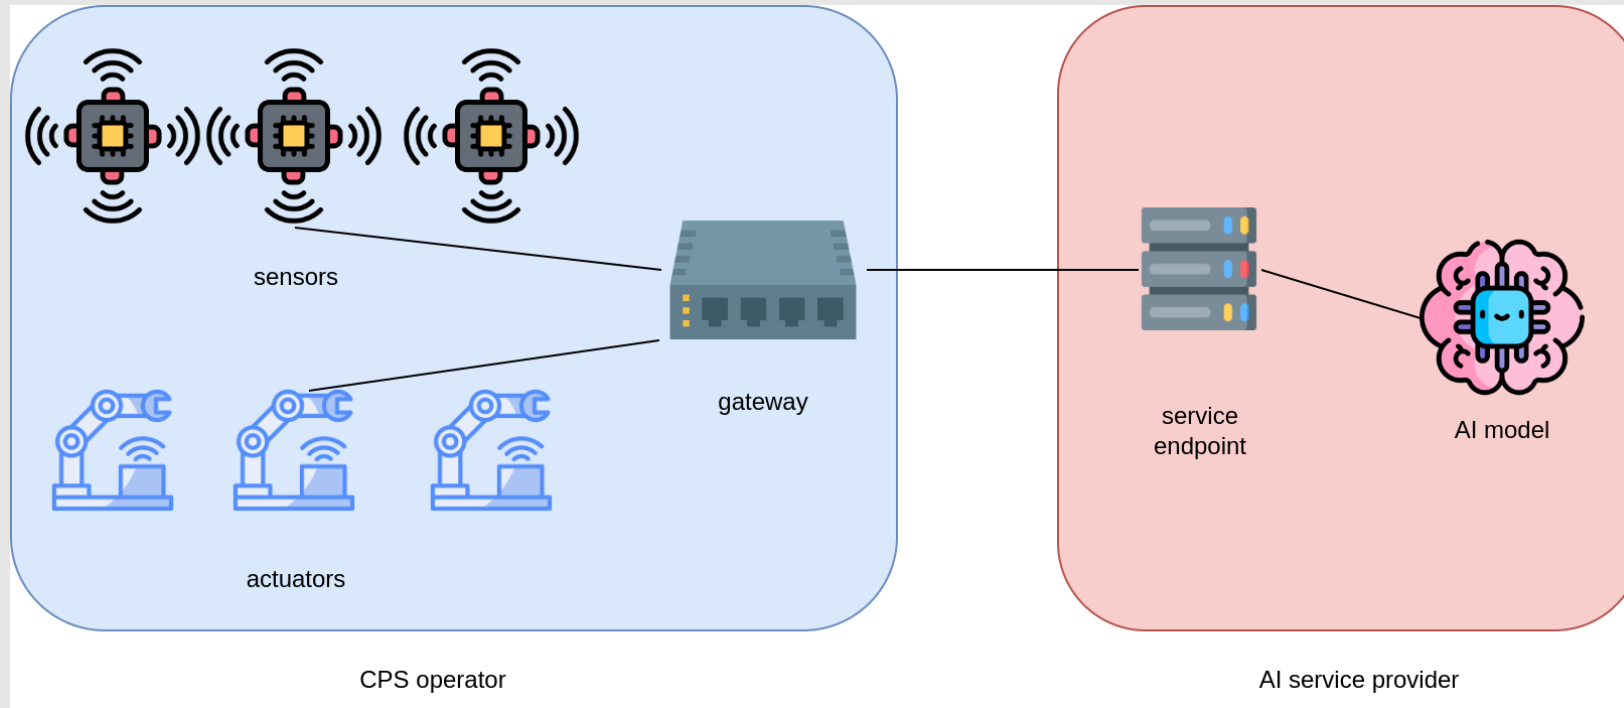 sensors
gateway
service
endpoint
AI model
actuators
CPS operator
AI service provider